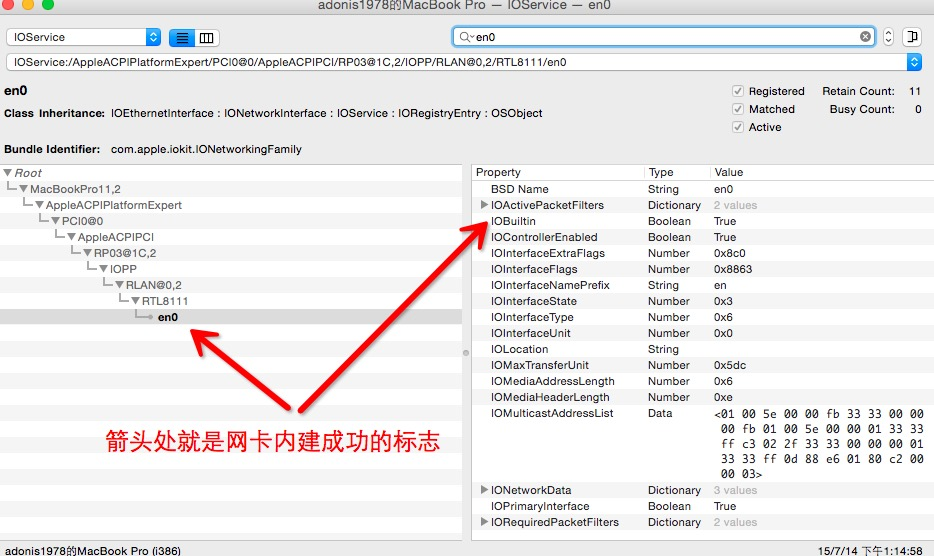 adonis1978的MacBook Pro — IOService — en0
IOService
en0
IOService:/AppleACPIPlatformExpert/PCI0@0/AppleACPIPCI/RP03@1C,2/IOPP/RLAN@0,2/RTL8111/en0
en0
Registered Retain Count: 11
Class Inheritance: IOEthernetInterface : IONetworkInterface : IOService : IORegistryEntry : OSObject
Matched Busy Count: 0
Active
Bundle Identifier: com.apple.iokit.IONetworkingFamily
Root
MacBookPro11,2
AppleACPIPlatformExpert
PCI0@0
AppleACPIPCI
RP03@1C,2
IOPP
RLAN@0,2
RTL8111
en0
箭头处就是网卡内建成功的标志
Property Type Value
BSD Name String en0
IOActivePacketFilters Dictionary 2 values
IOBuiltin Boolean True
IOControllerEnabled Boolean True
IOInterfaceExtraFlags Number 0x8c0
IOInterfaceFlags Number 0x8863
IOInterfaceNamePrefix String en
IOInterfaceState Number 0x3
IOInterfaceType Number 0x6
IOInterfaceUnit Number 0x0
IOLocation String
IOMaxTransferUnit Number 0x5dc
IOMediaAddressLength Number 0x6
IOMediaHeaderLength Number 0xe
IOMulticastAddressList Data <01 00 5e 00 00 fb 33 33 00 00
00 fb 01 00 5e 00 00 01 33 33
ff c3 02 2f 33 33 00 00 00 01
33 33 ff 0d 88 e6 01 80 c2 00
00 03>
IONetworkData Dictionary 3 values
IOPrimaryInterface Boolean True
IORequiredPacketFilters Dictionary 2 values
adonis1978的MacBook Pro (i386)
15/7/14 下午1:14:58